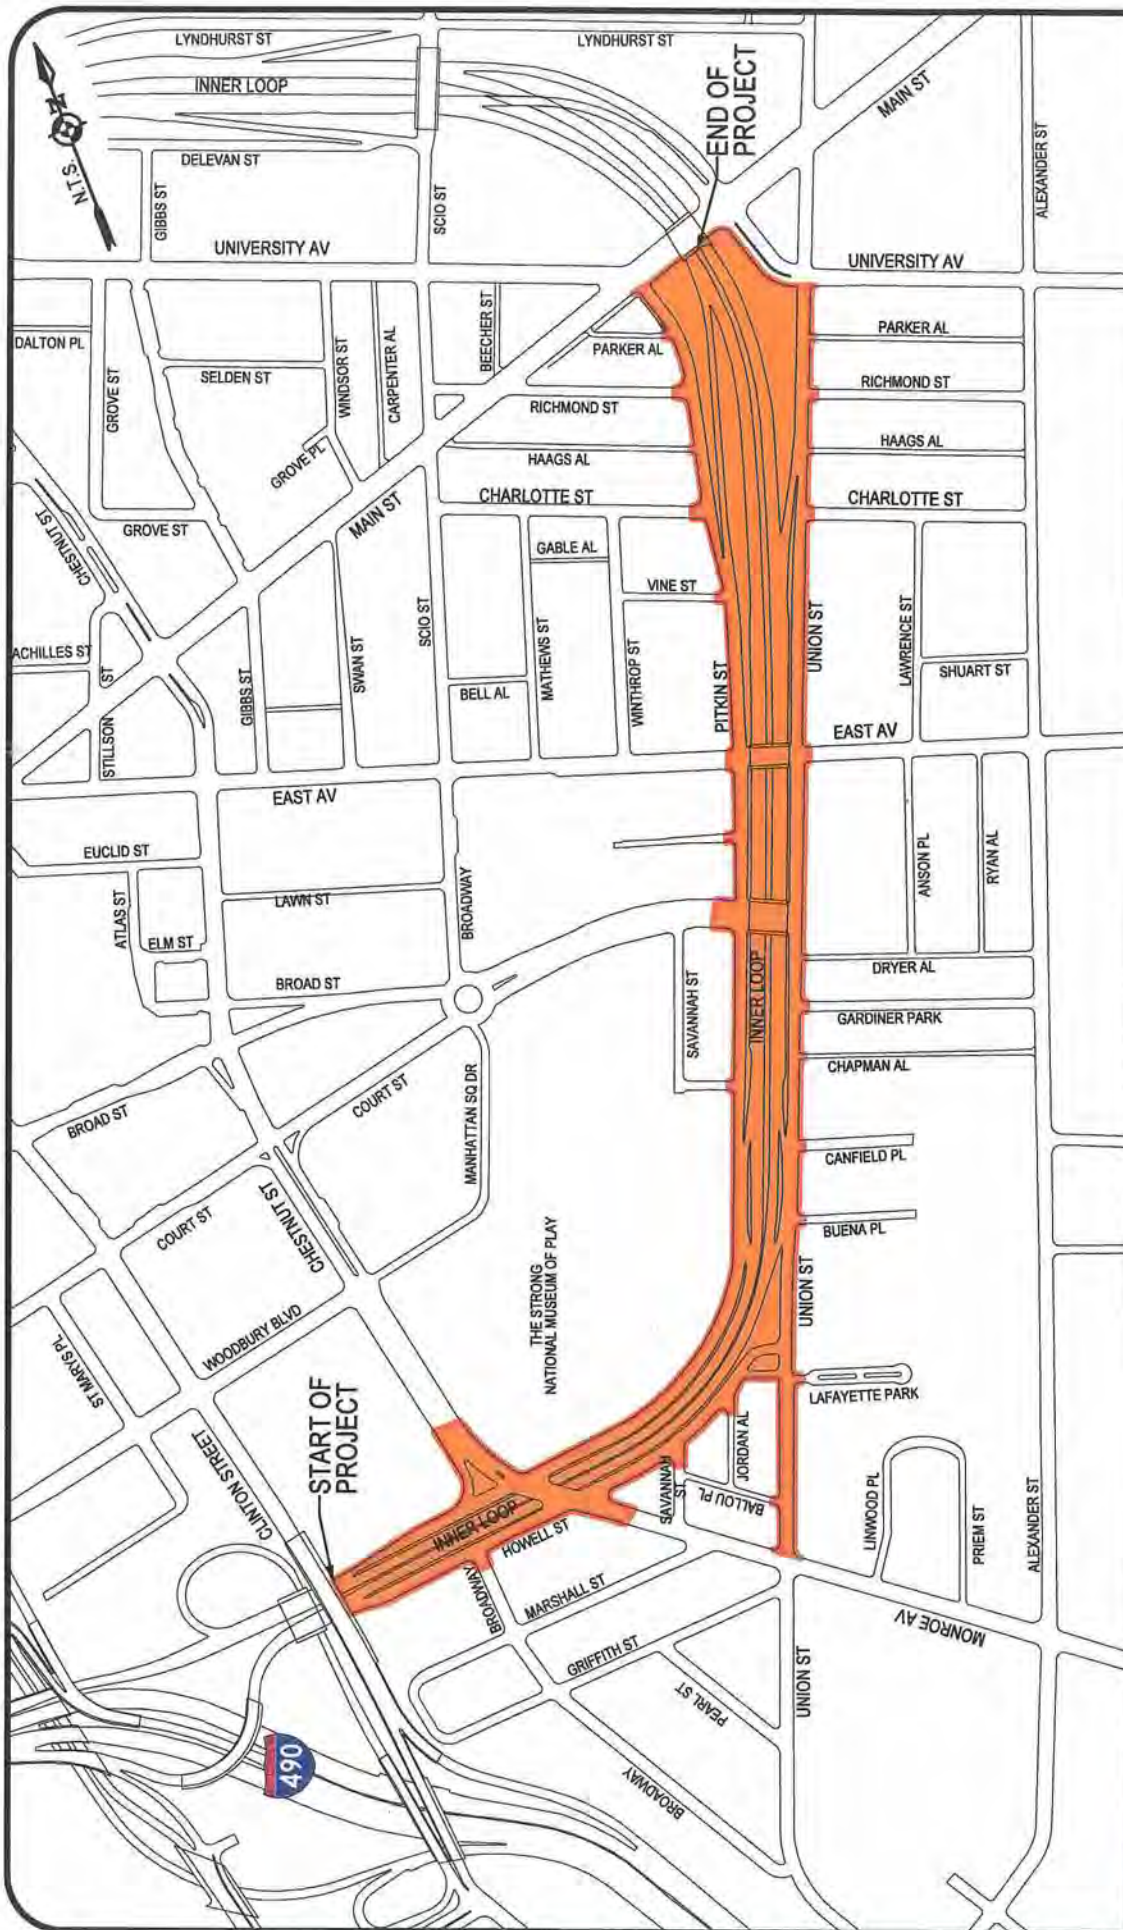 LYNDHURST ST
LYNDHURST ST
INNER LOOP
MAIN ST
END OF
PROJECT
N
N.T.S.
DELEVAN ST
GIBBS ST
SCIO ST
ALEXANDER ST
UNIVERSITY AV
UNIVERSITY AV
DALTON PL
GROVE ST
SELDEN ST
WINDSOR ST
CARPENTER AL
BEECHER ST
PARKER AL
PARKER AL
RICHMOND ST
RICHMOND ST
HAAGS AL
HAAGS AL
GROVE PL
CHARLOTTE ST
CHARLOTTE ST
MAIN ST
GROVE ST
CHESTNUT ST
GABLE AL
VINE ST
ACHILLES ST
ST
STILLSON
GIBBS ST
SWAN ST
SCIO ST
BELL AL
MATHEWS ST
WINTHROP ST
PITKIN ST
UNION ST
LAWRENCE ST
SHUART ST
EAST AV
EAST AV
EUCLID ST
ATLAS ST
LAWN ST
ELM ST
BROADWAY
ANSON PL
RYAN AL
BROAD ST
SAVANNAH ST
INNER LOOP
DRYER AL
GARDINER PARK
CHAPMAN AL
BROAD ST
COURT ST
MANHATTAN SQ DR
CANFIELD PL
BUENA PL
COURT ST
CHESTNUT ST
THE STRONG
NATIONAL MUSEUM OF PLAY
UNION ST
WOODBURY BLVD
ST MARYS PL
LAFAYETTE PARK
CLINTON STREET
START OF
PROJECT
JORDAN AL
BALLOU PL
SAVANNAH
ST
INNER LOOP
HOWELL ST
LINWOOD PL
PRIEM ST
ALEXANDER ST
BROADWAY
MARSHALL ST
MONROE AV
GRIFFITH ST
PEARL ST
UNION ST
490
BROADWAY